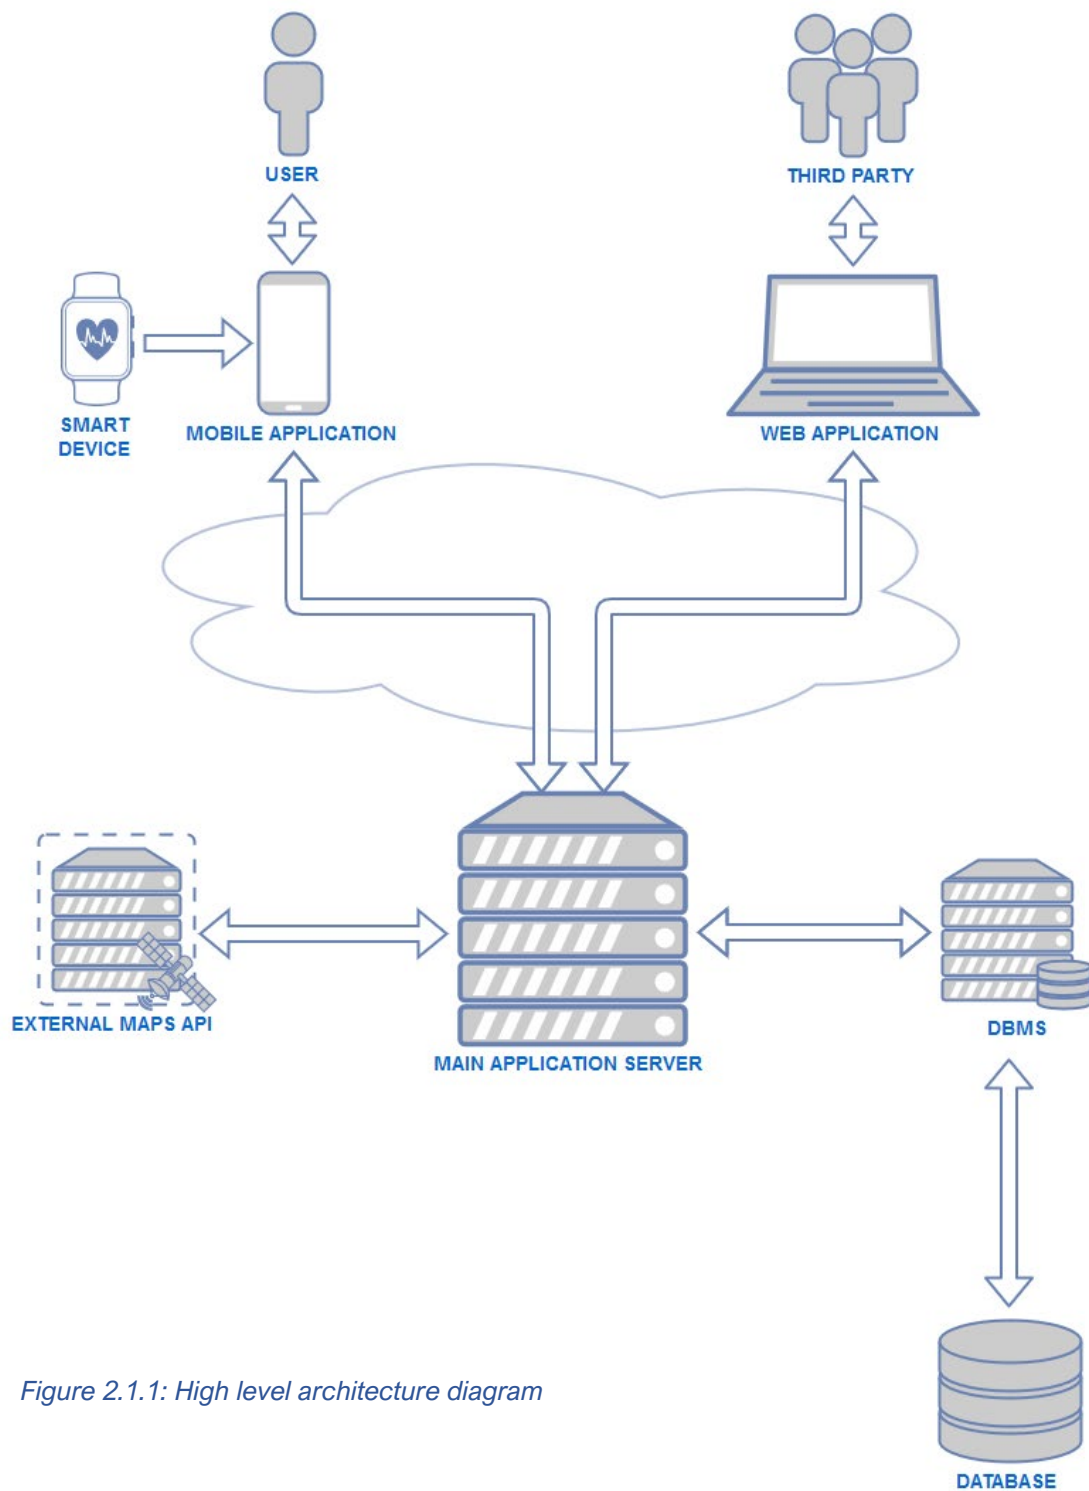 USER
THIRD PARTY
SMART
DEVICE
MOBILE APPLICATION
WEB APPLICATION
EXTERNAL MAPS API
MAIN APPLICATION SERVER
DBMS
Figure 2.1.1: High level architecture diagram
DATABASE